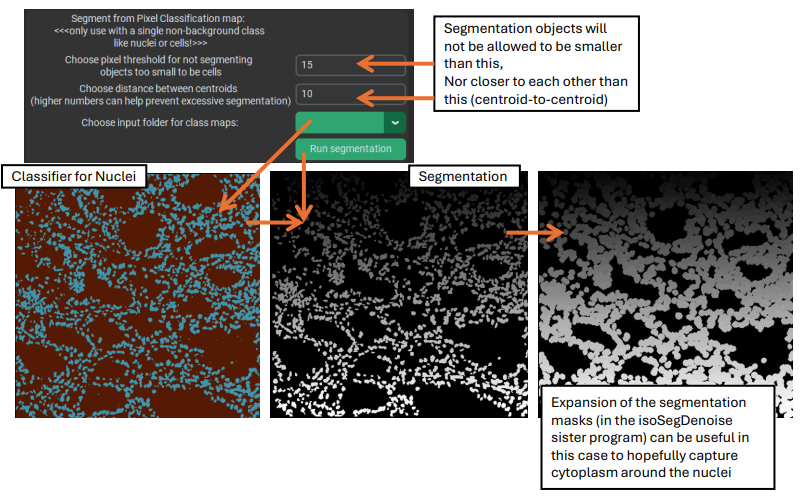 Segment from Pixel Classification map:
<<<only use with a single non-background class
like nuclei or cells!>>>
Choose pixel threshold for not segmenting
objects too small to be cells
15
Choose distance between centroids
(higher numbers can help prevent excessive segmentation)
10
Choose input folder for class maps:
Run segmentation
Segmentation objects will
not be allowed to be smaller
than this,
Nor closer to each other than
this (centroid-to-centroid)
Classifier for Nuclei
Segmentation
Expansion of the segmentation
masks (in the isoSegDenoise
sister program) can be useful in
this case to hopefully capture
cytoplasm around the nuclei